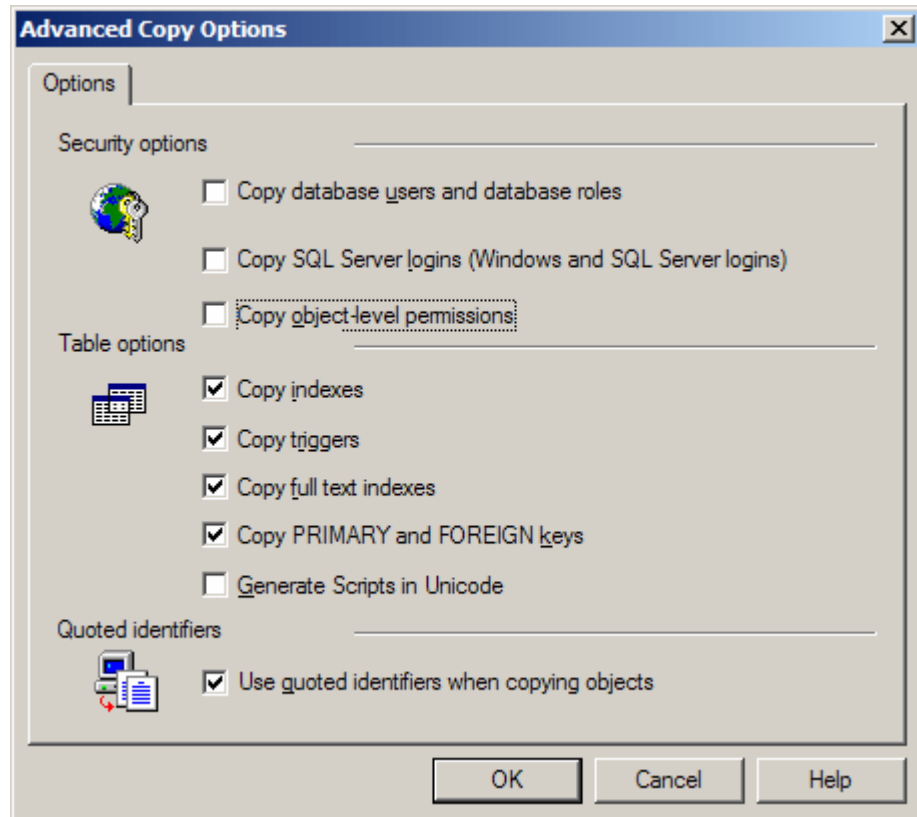 Advanced Copy Options
Options
Security options
Copy database users and database roles
Copy SQL Server logins (Windows and SQL Server logins)
Copy object-level permissions
Table options
Copy indexes
Copy triggers
Copy full text indexes
Copy PRIMARY and FOREIGN keys
Generate Scripts in Unicode
Quoted identifiers
Use quoted identifiers when copying objects
OK Cancel Help